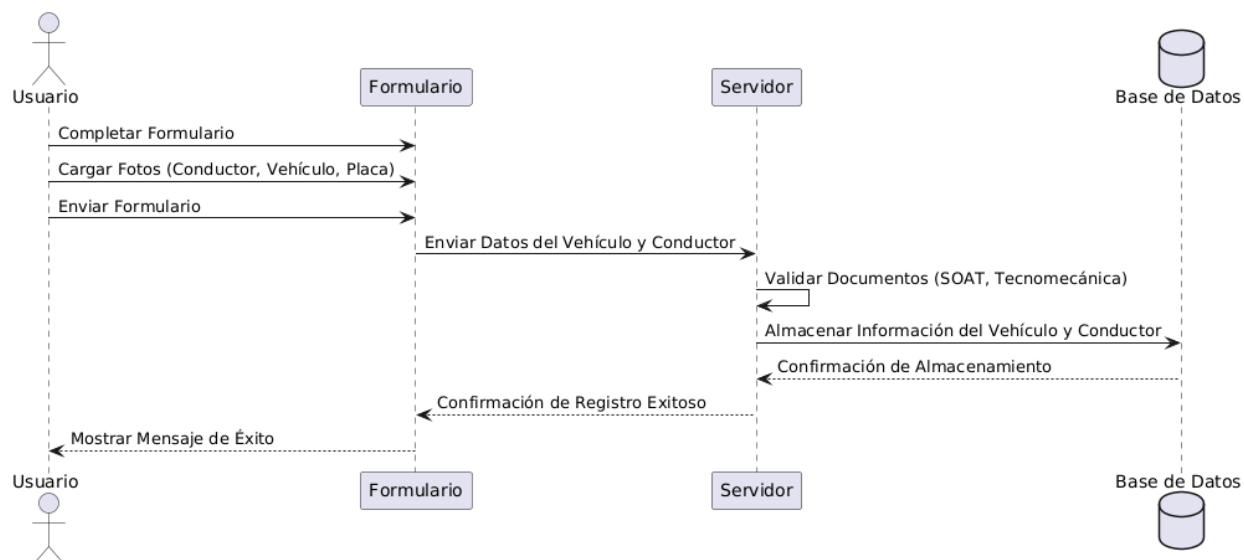 Usuario
Formulario
Servidor
Base de Datos
Completar Formulario
Cargar Fotos (Conductor, Vehículo, Placa)
Enviar Formulario
Enviar Datos del Vehículo y Conductor
Validar Documentos (SOAT, Tecnomecánica)
Almacenar Información del Vehículo y Conductor
Confirmación de Almacenamiento
Confirmación de Registro Exitoso
Mostrar Mensaje de Éxito
Usuario
Formulario
Servidor
Base de Datos